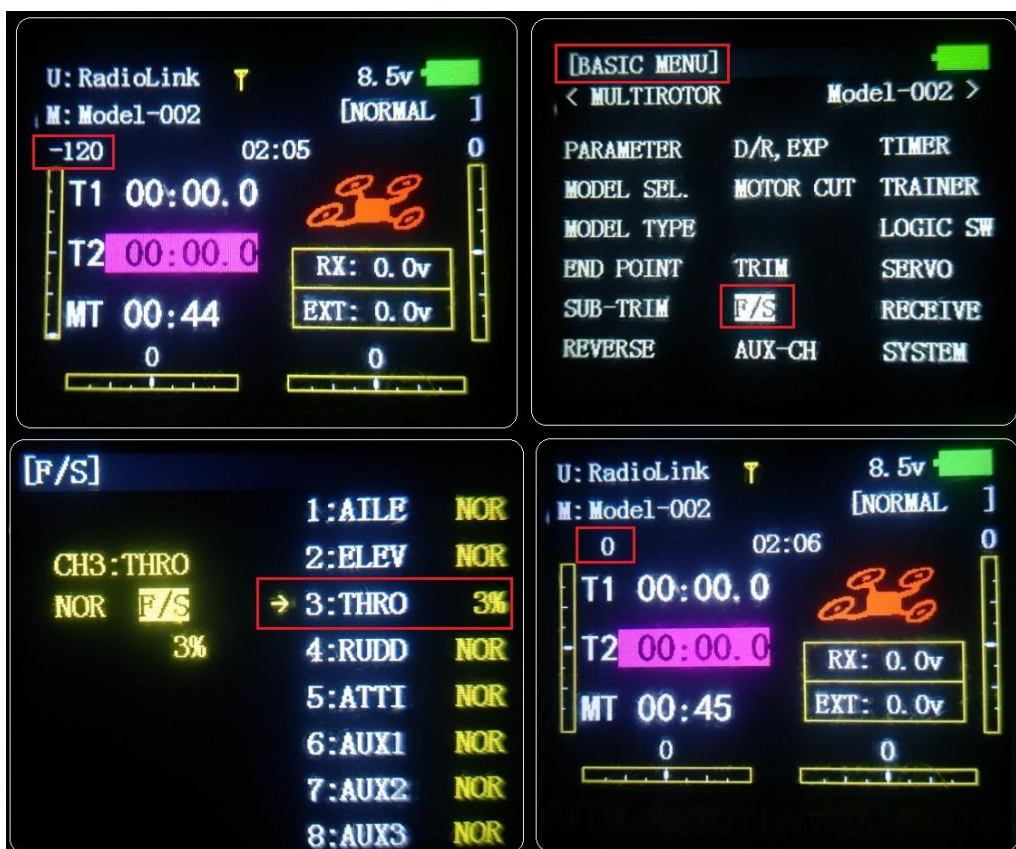 U: RadioLink 8.5v
M: Model-002 [NORMAL ]
-120 02:05 0
T1 00:00.0
T2 00:00.0
RX: 0.0v
MT 00:44
EXT: 0.0v
0 0
[BASIC MENU]
< MULTIROTOR Model-002 >
PARAMETER D/R,EXP TIMER
MODEL SEL. MOTOR CUT TRAINER
MODEL TYPE LOGIC SW
END POINT TRIM SERVO
SUB-TRIM F/S RECEIVE
REVERSE AUX-CH SYSTEM
[F/S]
CH3:THRO
NOR F/S
3%
1:AILE NOR
2:ELEV NOR
→ 3:THRO 3%
4:RUDD NOR
5:ATTI NOR
6:AUX1 NOR
7:AUX2 NOR
8:AUX3 NOR
U: RadioLink 8.5v
M: Model-002 [NORMAL ]
0 02:06 0
T1 00:00.0
T2 00:00.0
RX: 0.0v
MT 00:45
EXT: 0.0v
0 0